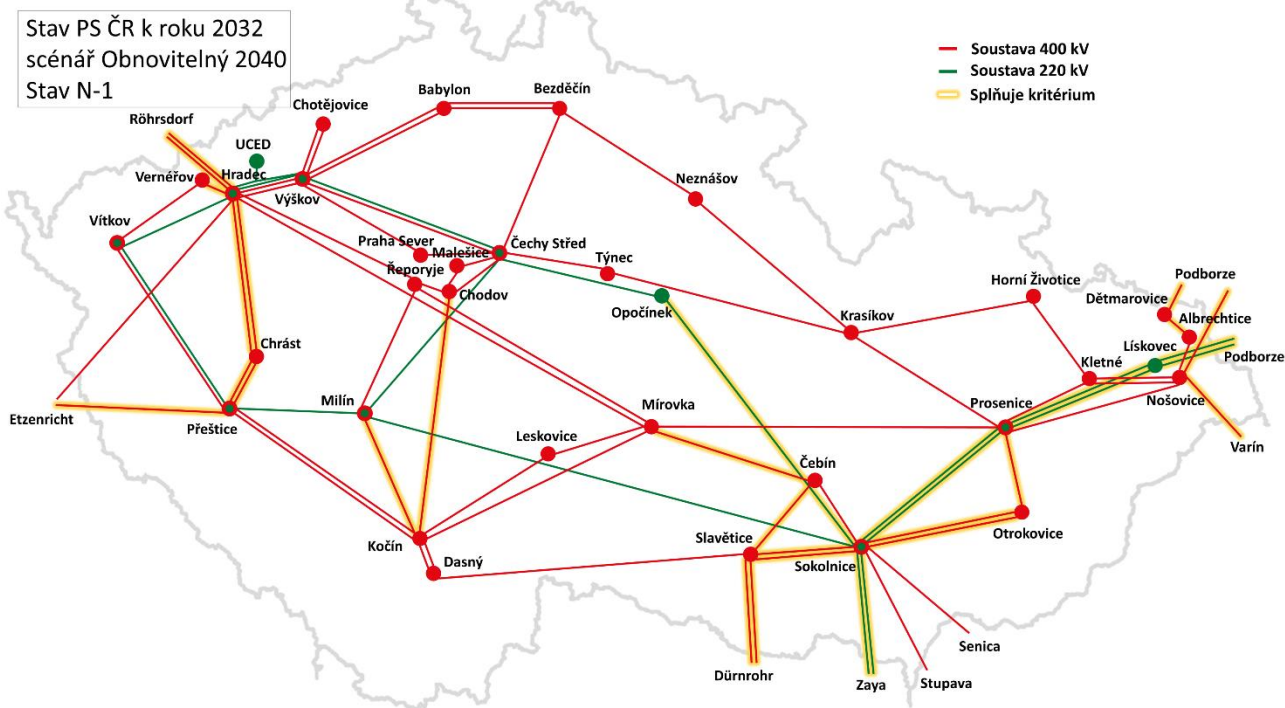 Stav PS ČR k roku 2032
scénář Obnovitelný 2040
Stav N-1
Soustava 400 kV
Soustava 220 kV
Splňuje kritérium
Röhrsdorf
Chotějovice
Babylon
Bezděčín
UCED
Vernéřov
Hradec
Výškov
Neznášov
Vítkov
Praha Sever
Malešice
Čechy Střed
Týnec
Řeporyje
Chodov
Opočínek
Krasíkov
Horní Životice
Podborze
Dětmarovice
Albrechtice
Lískovec
Podborze
Kletné
Nošovice
Chrást
Etzenricht
Přeštice
Milín
Mírovka
Leskovice
Prosenice
Varín
Čebín
Kočín
Dasný
Slavětice
Sokolnice
Otrokovice
Dürnrohr
Zaya
Stupava
Senica